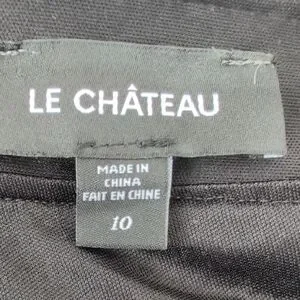 LE CHÂTEAU
MADE IN
CHINA
FAIT EN CHINE
10